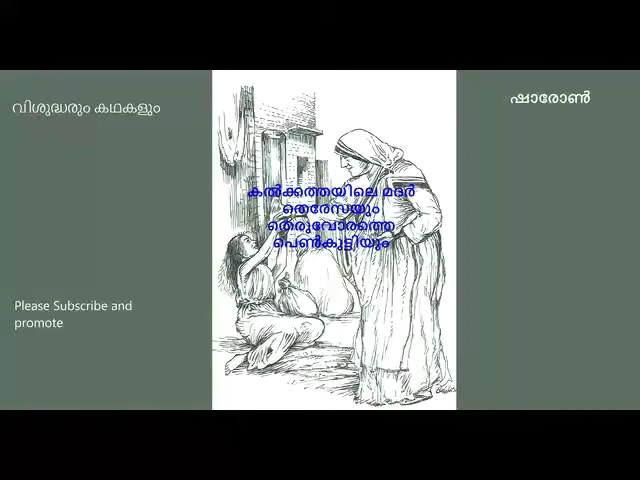 വിശുദ്ധരും കഥകളും
ഷാരോൺ
കൽക്കത്തയിലെ മദർ
തെരേസയും
തെരുവോരത്തെ
പെൺകുട്ടിയും
Please Subscribe and
promote